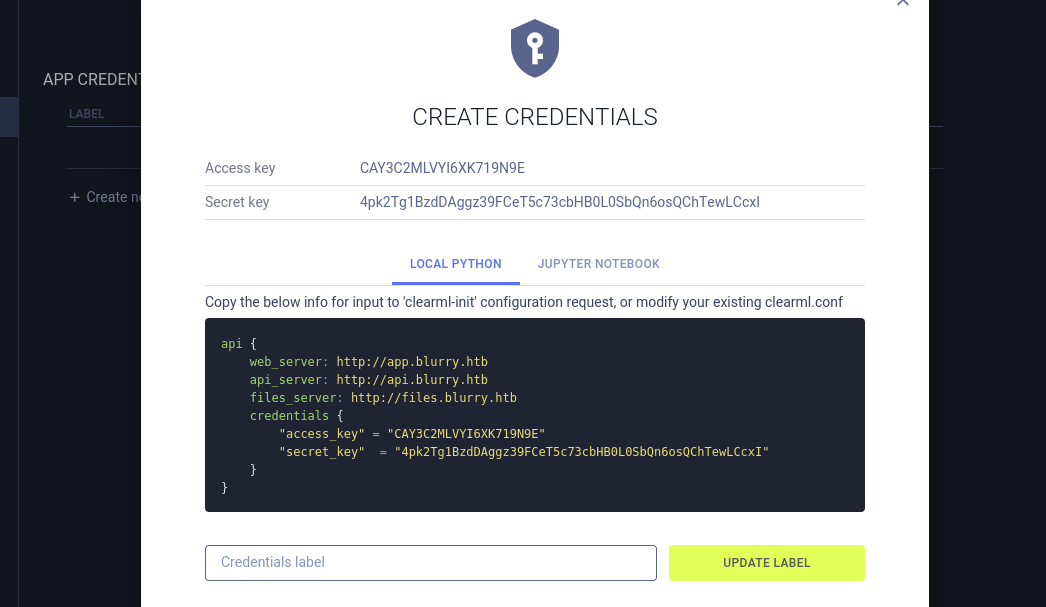 APP CREDENT
LABEL
+ Create ne
CREATE CREDENTIALS
Access key CAY3C2MLVYI6XK719N9E
Secret key 4pk2Tg1BzdDAggz39FCeT5c73cbHB0L0SbQn6osQChTewLCcxI
LOCAL PYTHON JUPYTER NOTEBOOK
Copy the below info for input to 'clearml-init' configuration request, or modify your existing clearml.conf
api {
    web_server: http://app.blurry.htb
    api_server: http://api.blurry.htb
    files_server: http://files.blurry.htb
    credentials {
        "access_key" = "CAY3C2MLVYI6XK719N9E"
        "secret_key"  = "4pk2Tg1BzdDAggz39FCeT5c73cbHB0L0SbQn6osQChTewLCcxI"
    }
}
Credentials label UPDATE LABEL